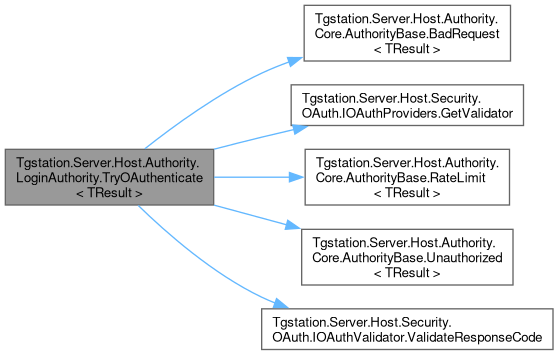 Tgstation.Server.Host.Authority.
LoginAuthority.TryOAuthenticate
< TResult >
Tgstation.Server.Host.Authority.
Core.AuthorityBase.BadRequest
< TResult >
Tgstation.Server.Host.Security.
OAuth.IOAuthProviders.GetValidator
Tgstation.Server.Host.Authority.
Core.AuthorityBase.RateLimit
< TResult >
Tgstation.Server.Host.Authority.
Core.AuthorityBase.Unauthorized
< TResult >
Tgstation.Server.Host.Security.
OAuth.IOAuthValidator.ValidateResponseCode